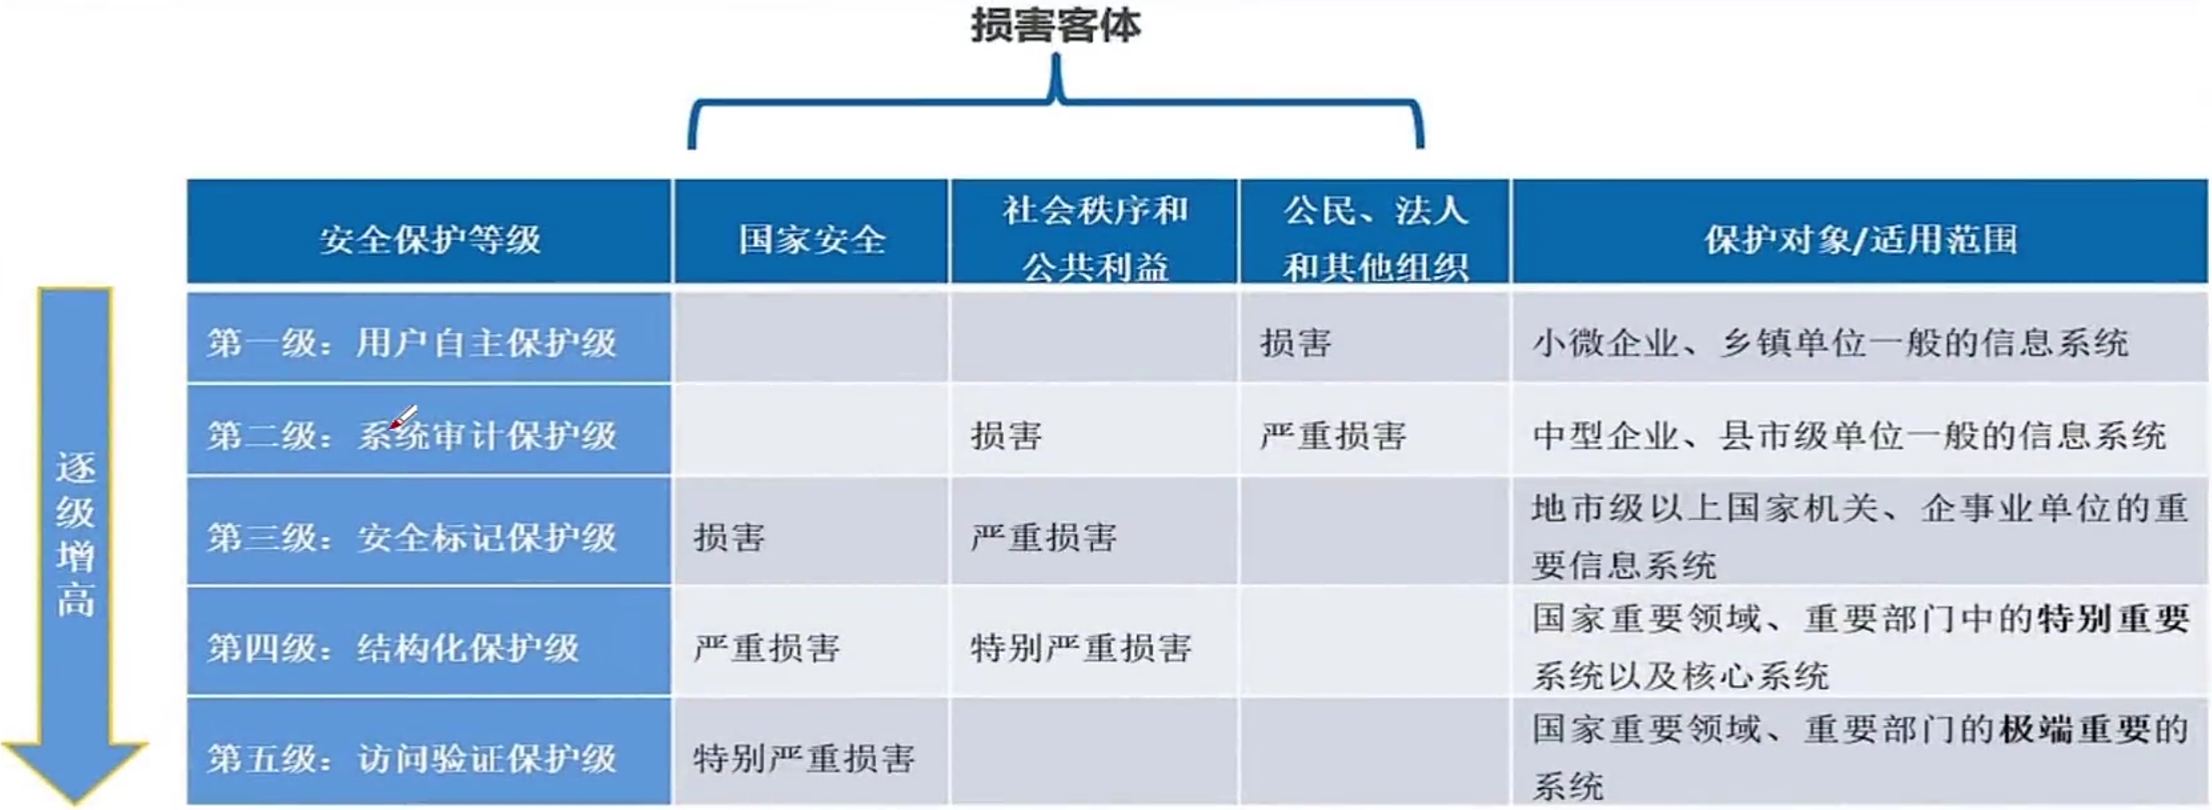 损害客体
安全保护等级
国家安全
社会秩序和
公共利益
公民、法人
和其他组织
保护对象/适用范围
逐级增高
第一级：用户自主保护级
损害
小微企业、乡镇单位一般的信息系统
第二级：系统审计保护级
损害
严重损害
中型企业、县市级单位一般的信息系统
第三级：安全标记保护级
损害
严重损害
地市级以上国家机关、企事业单位的重
要信息系统
第四级：结构化保护级
严重损害
特别严重损害
国家重要领域、重要部门中的特别重要
系统以及核心系统
第五级：访问验证保护级
特别严重损害
国家重要领域、重要部门的极端重要的
系统